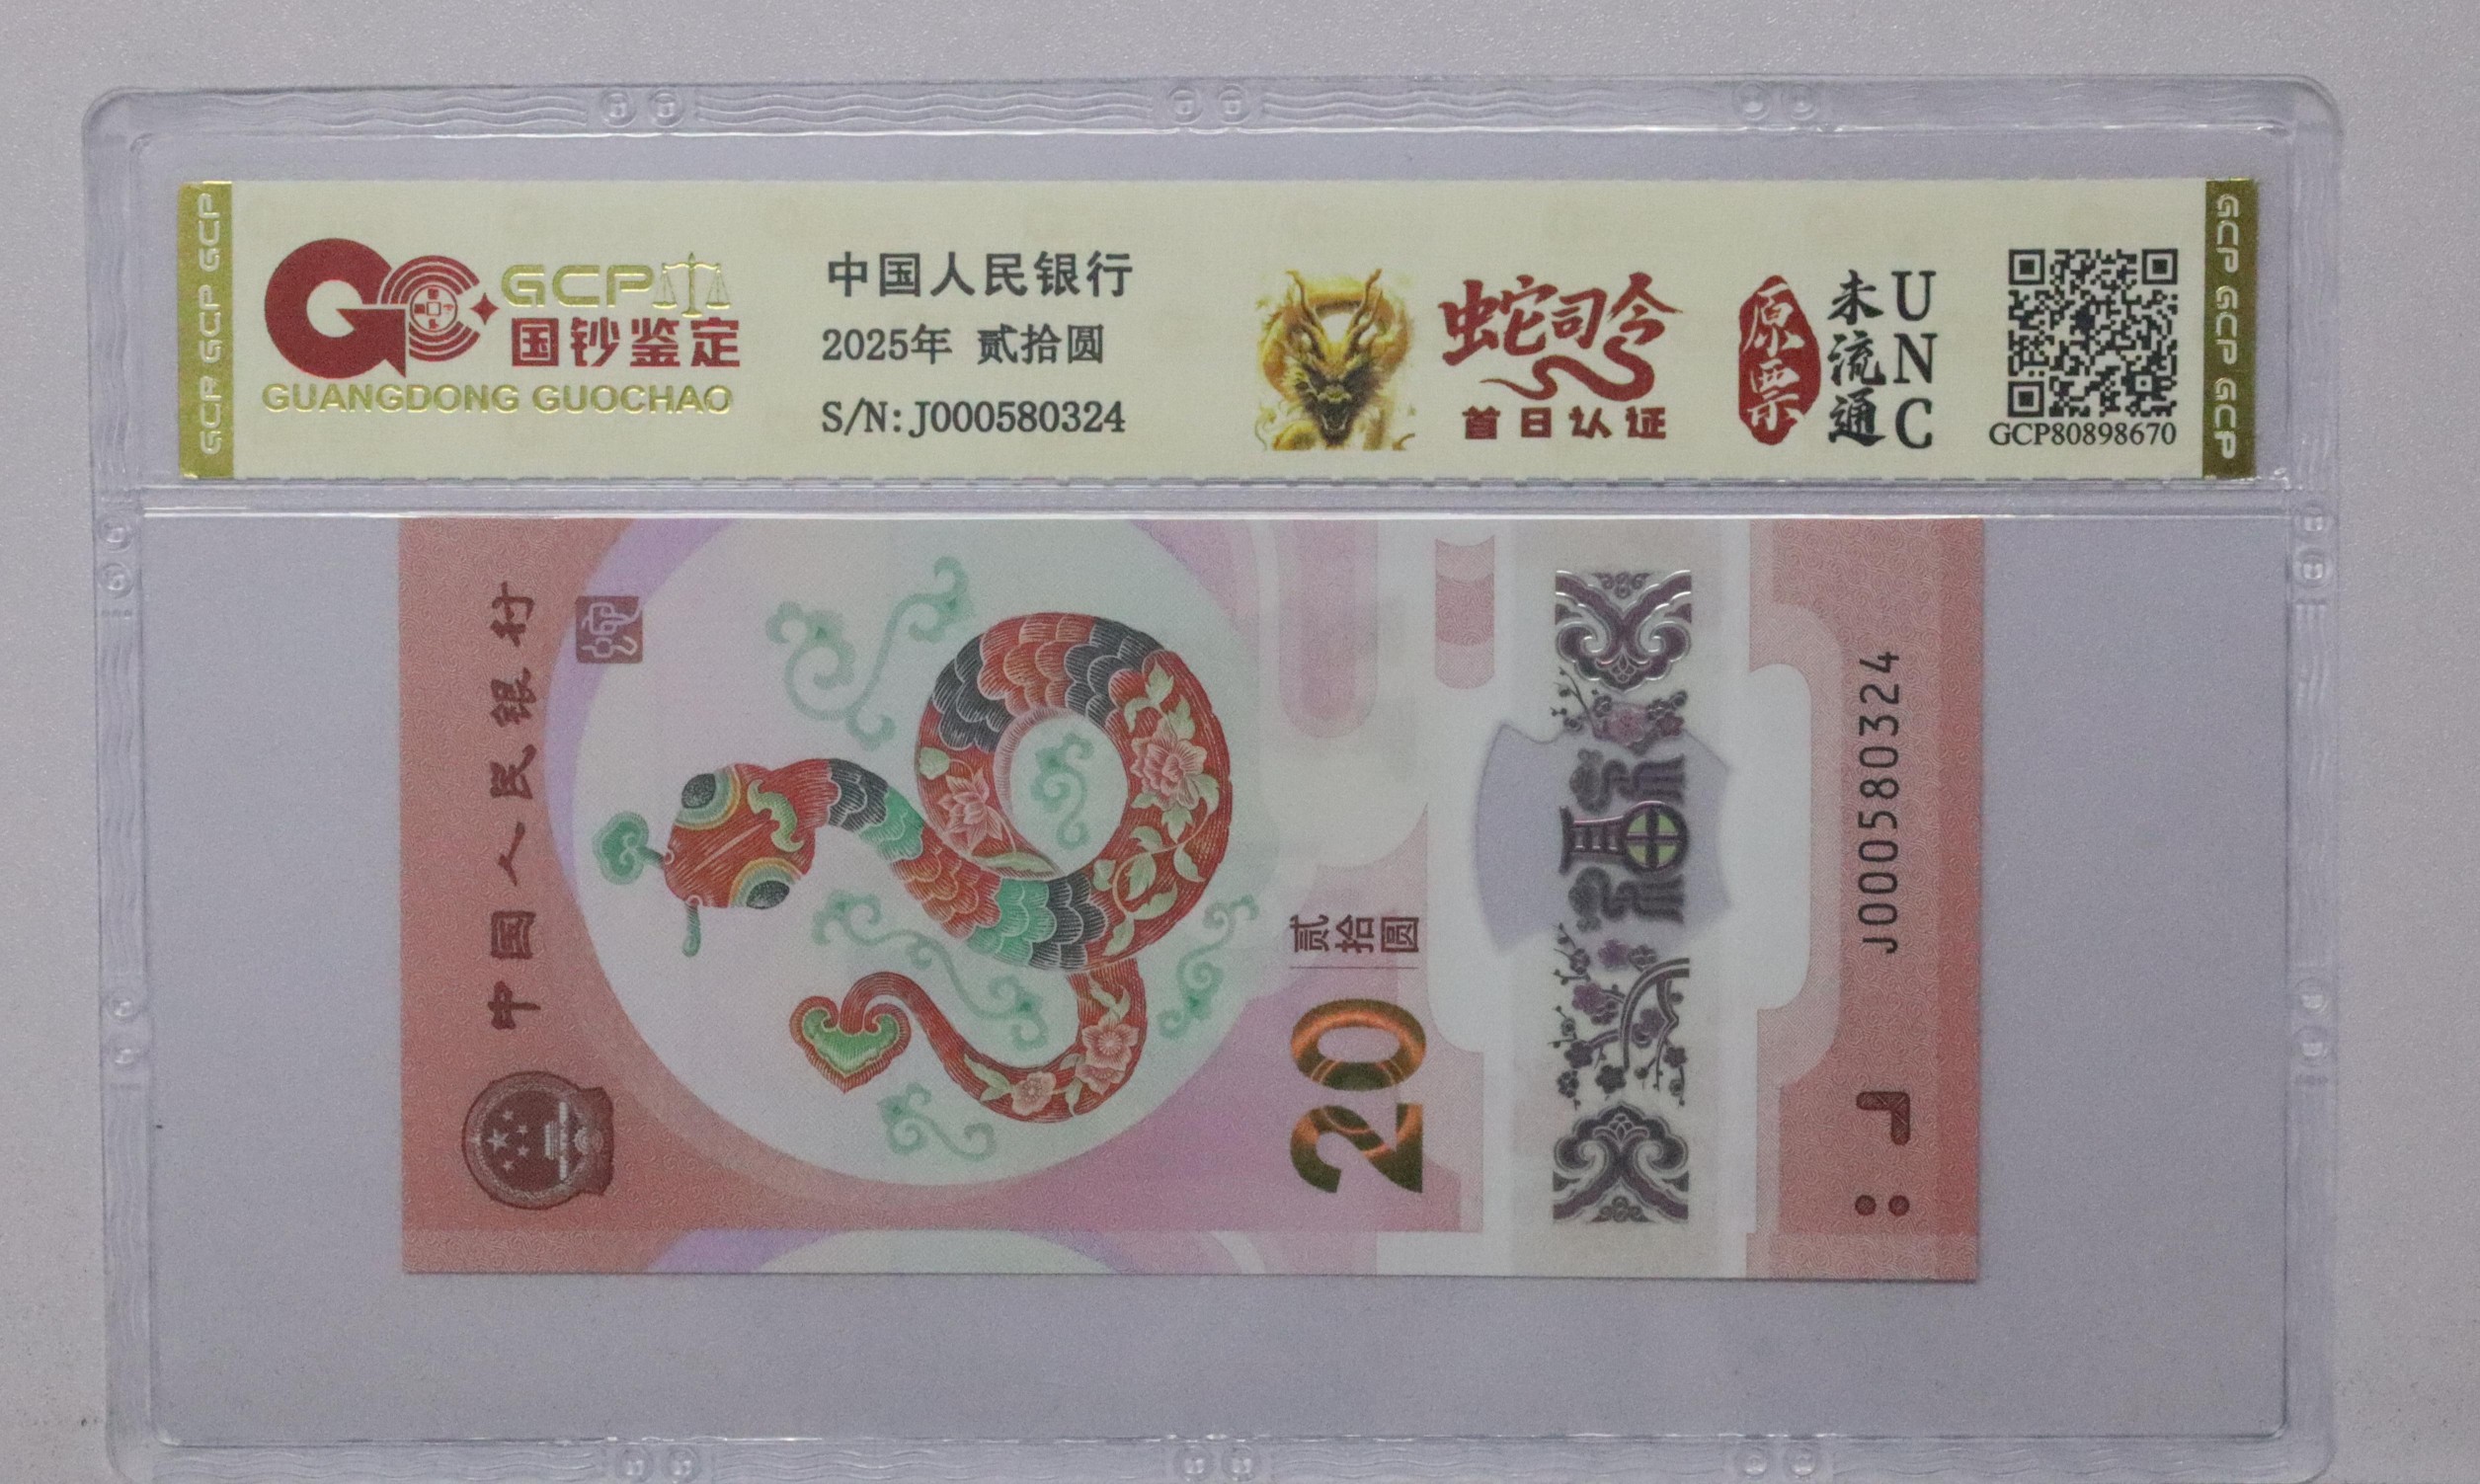 GCP GCP GCP
GCP
国钞鉴定
GUANGDONG GUOCHAO
中国人民银行
2025年 贰拾圆
S/N: J000580324
蛇司令
首日认证
原票
未流通
UNC
GCP80898670
GCP GCP GCP
中国人民银行
贰拾圆
20
福
J000580324